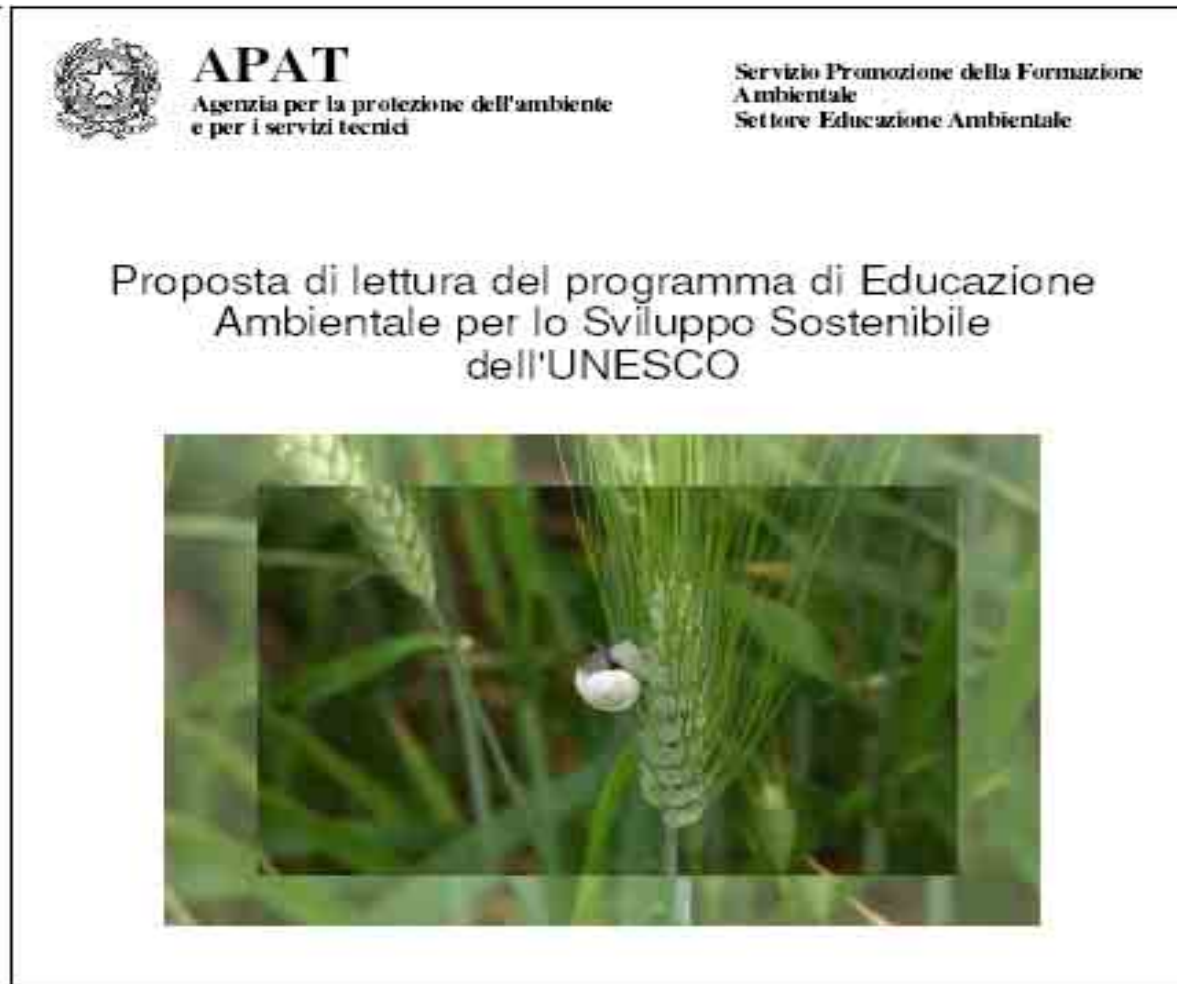 APAT
Agenzia per la protezione dell'ambiente
e per i servizi tecnici
Servizio Promozione della Formazione
Ambientale
Settore Educazione Ambientale
Proposta di lettura del programma di Educazione
Ambientale per lo Sviluppo Sostenibile
dell'UNESCO